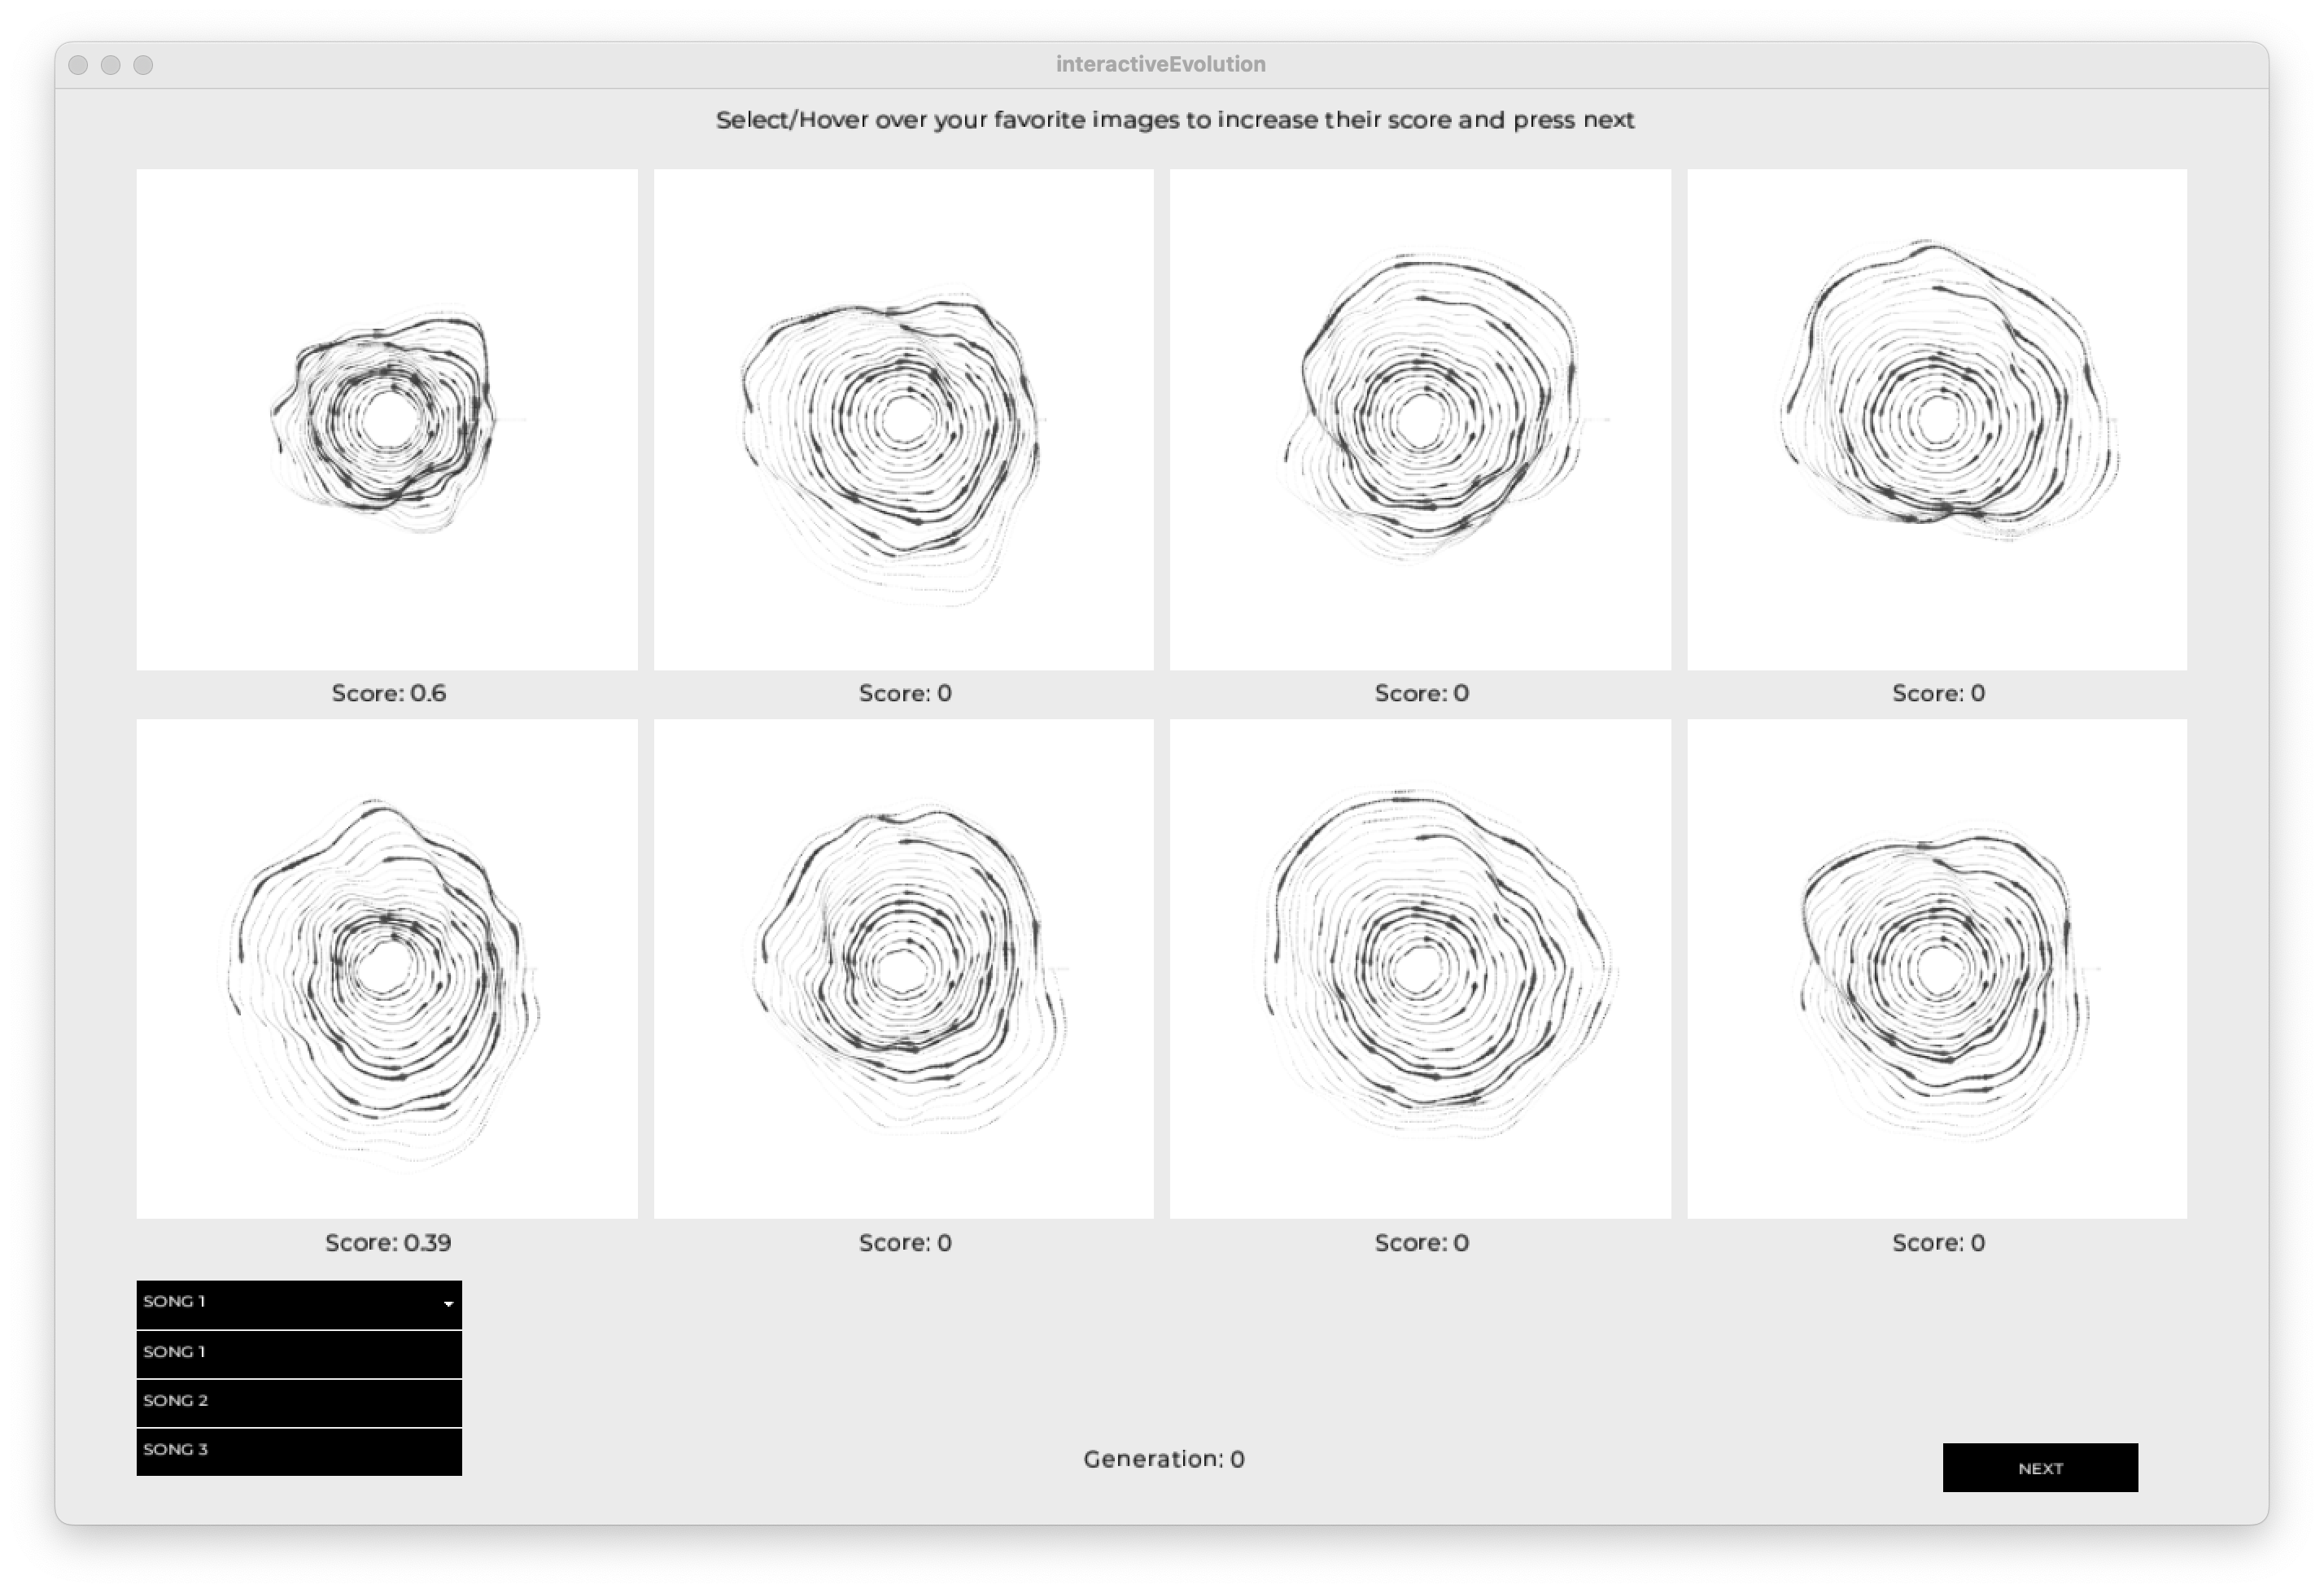 interactiveEvolution
Select/Hover over your favorite images to increase their score and press next
Score: 0.6
Score: 0
Score: 0
Score: 0
Score: 0.39
Score: 0
Score: 0
Score: 0
SONG 1
SONG 1
SONG 2
SONG 3
Generation: 0
NEXT